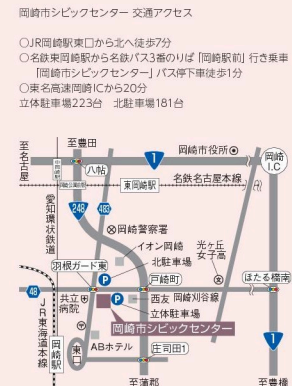 岡崎市シビックセンター 交通アクセス
○JR岡崎駅東口から北へ徒歩7分
○名鉄東岡崎駅から名鉄バス3番のりば「岡崎駅前」行き乗車
「岡崎市シビックセンター」バス停下車徒歩1分
○東名高速岡崎ICから20分
立体駐車場223台 北駐車場181台
至名古屋
至豊田
1
岡崎市役所
岡崎I.C
八帖
東岡崎駅
名鉄名古屋本線
愛知環状鉄道
248
483
岡崎警察署
イオン岡崎
光ヶ丘女子高
羽根ガード東
P
北駐車場
戸崎町
ほたる橋南
48
共立病院
P
西友
岡崎刈谷線
立体駐車場
岡崎市シビックセンター
JR東海道本線
岡崎駅
東口
ABホテル
庄司田1
1
至蒲郡
至豊橋